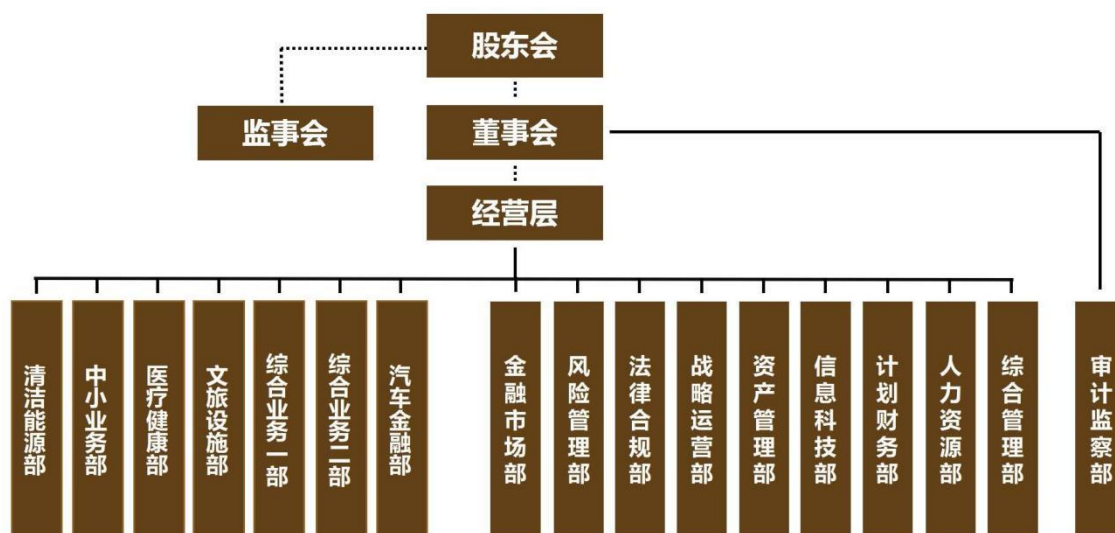 股东会
监事会
董事会
经营层
清洁能源部
中小业务部
医疗健康部
文旅设施部
综合业务一部
综合业务二部
汽车金融部
金融市场部
风险管理部
法律合规部
战略运营部
资产管理部
信息科技部
计划财务部
人力资源部
综合管理部
审计监察部